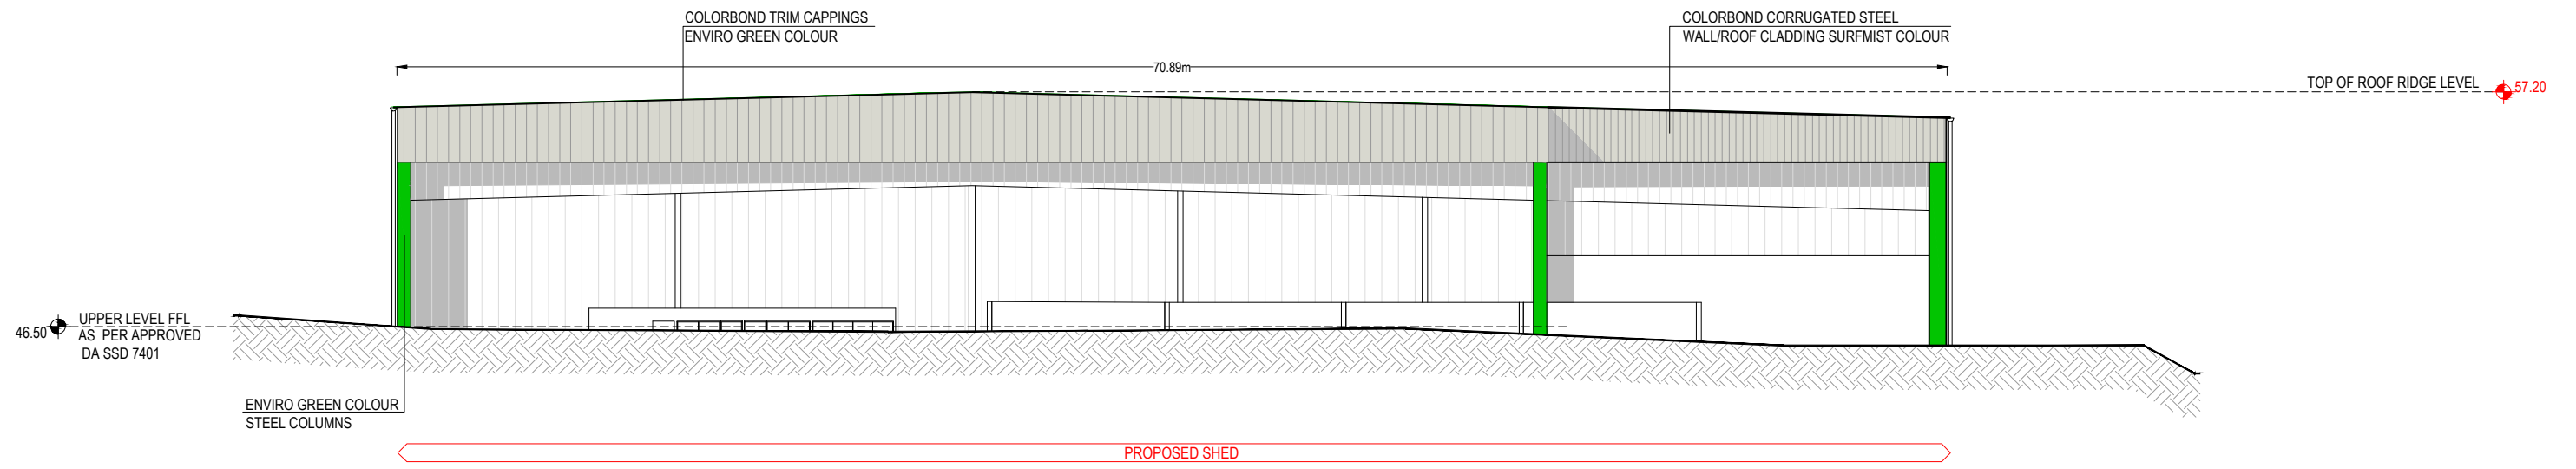 COLORBOND TRIM CAPPINGS
ENVIRO GREEN COLOUR
COLORBOND CORRUGATED STEEL
WALL/ROOF CLADDING SURFMIST COLOUR
70.89m
TOP OF ROOF RIDGE LEVEL
57.20
46.50
UPPER LEVEL FFL
AS PER APPROVED
DA SSD 7401
ENVIRO GREEN COLOUR
STEEL COLUMNS
PROPOSED SHED